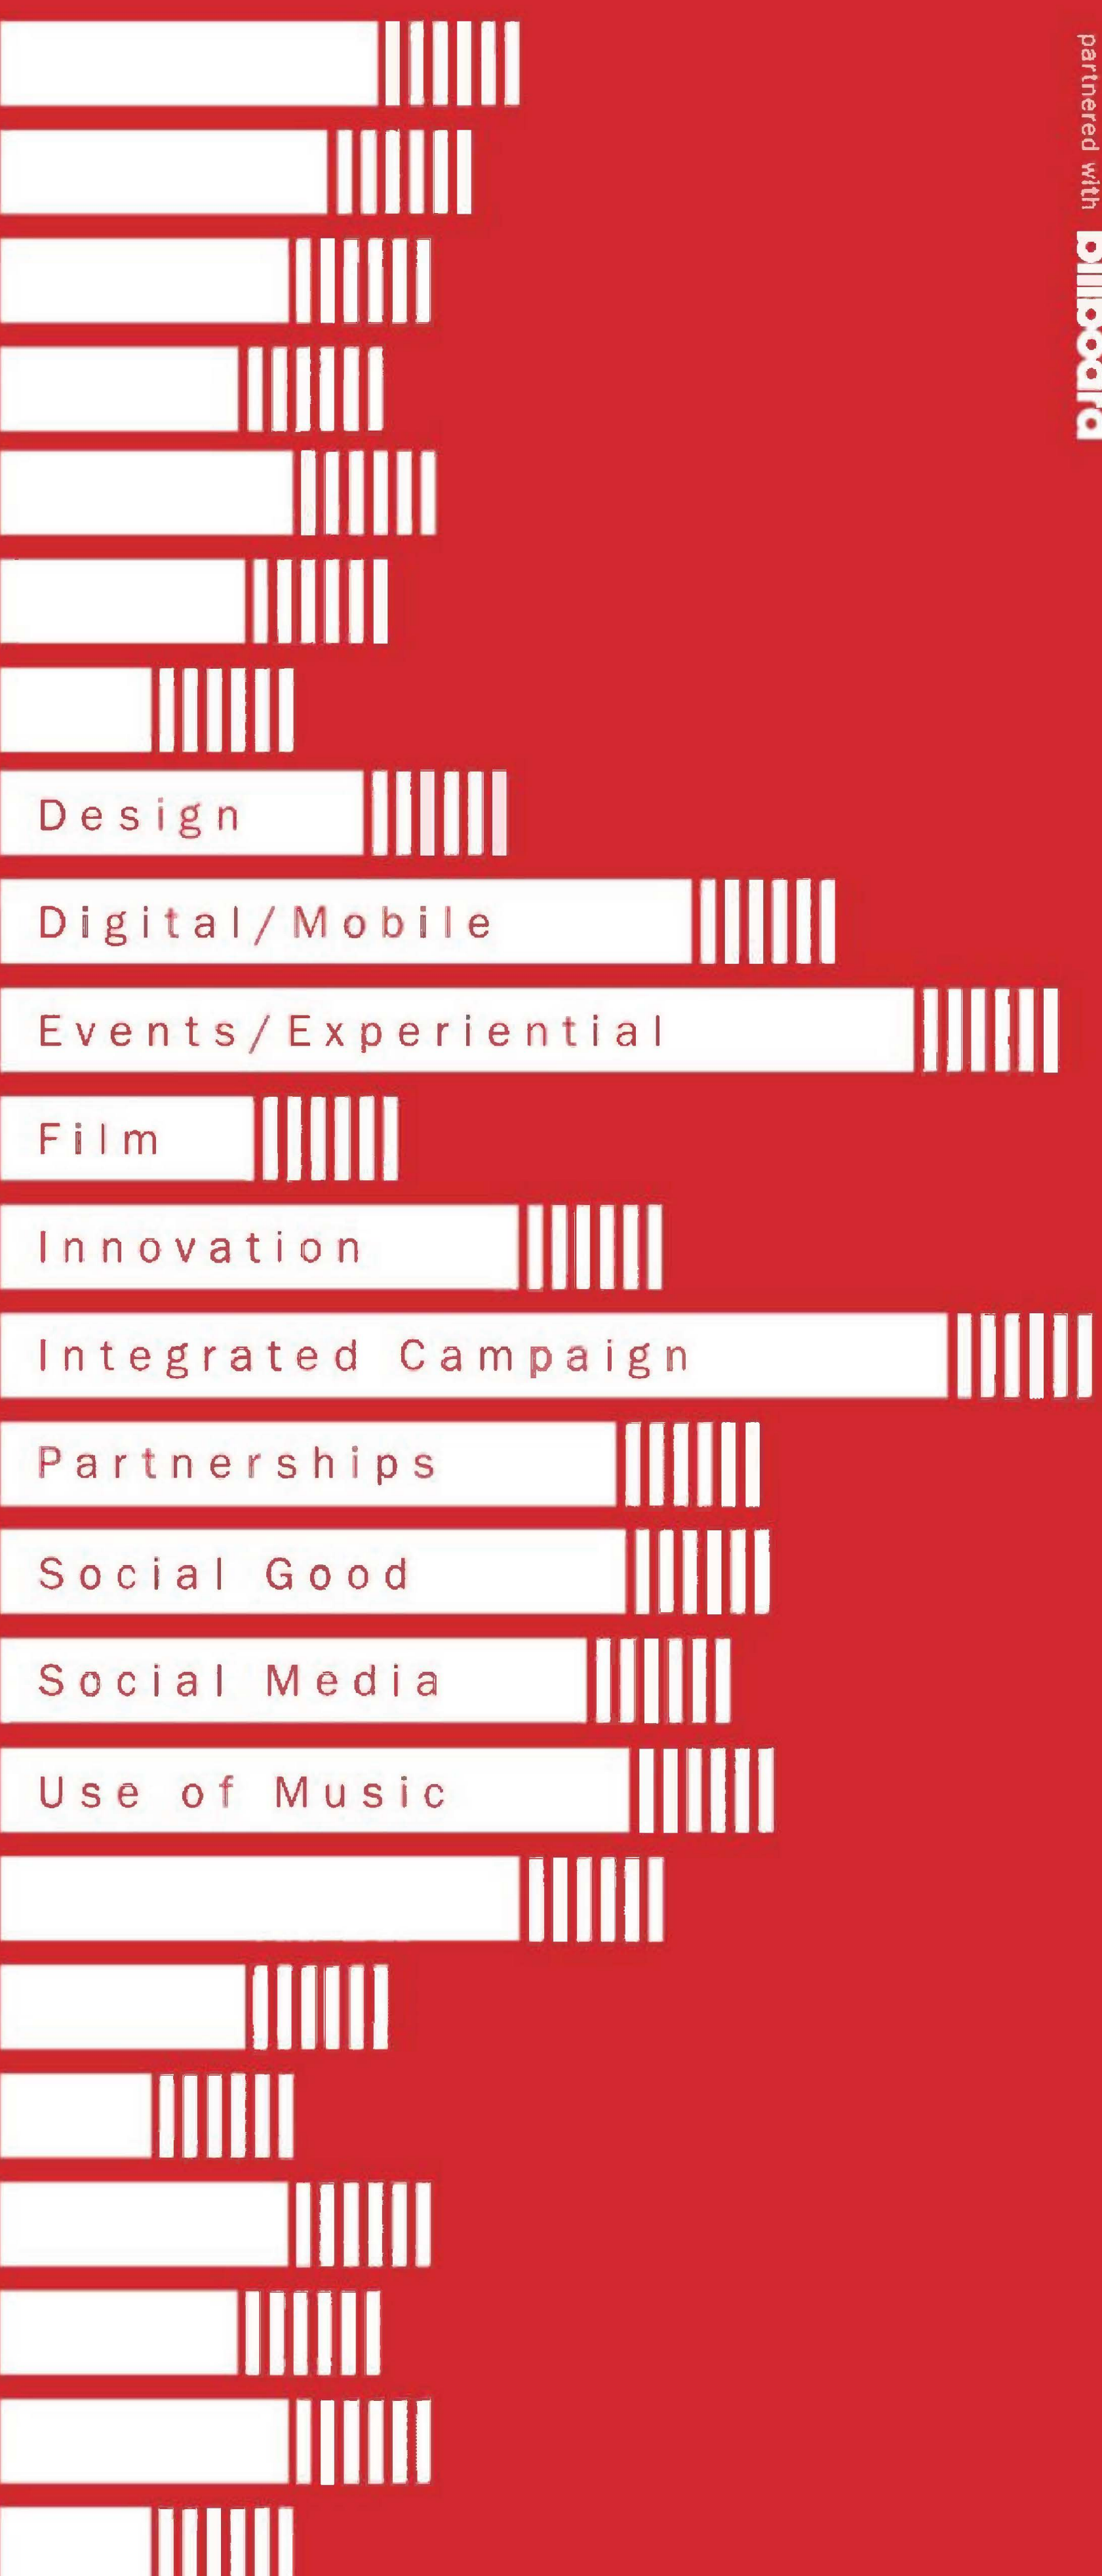 partnered with billboard
Design
Digital/Mobile
Events/Experiential
Film
Innovation
Integrated Campaign
Partnerships
Social Good
Social Media
Use of Music